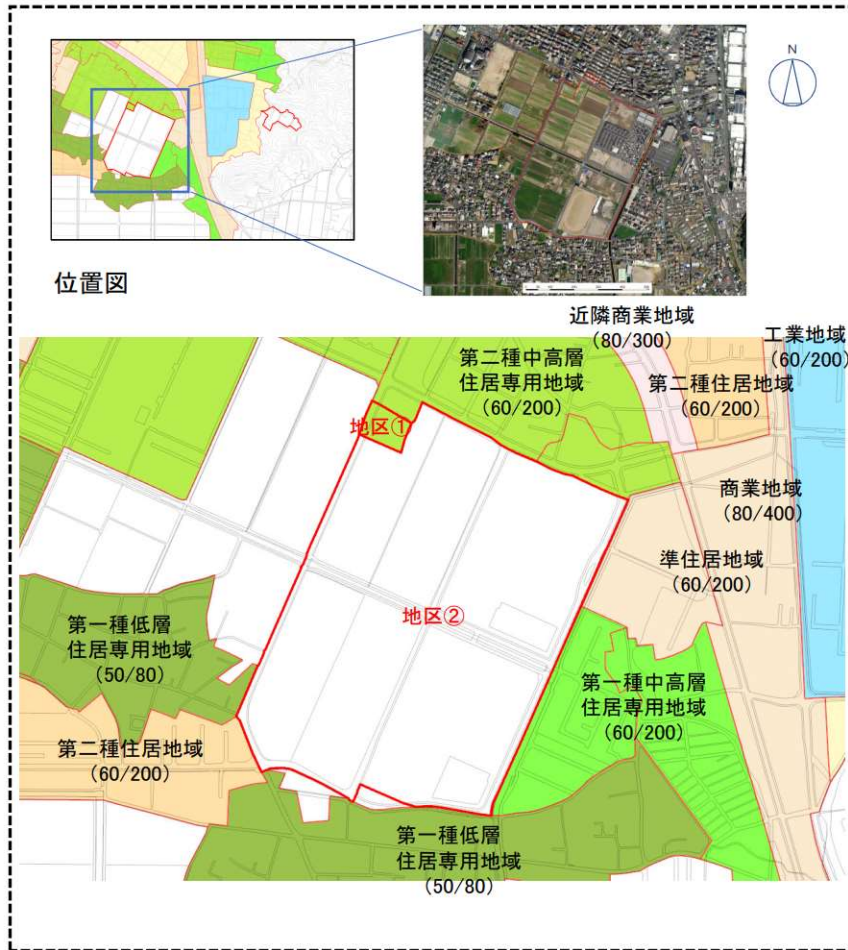 N
位置図
近隣商業地域
(80/300)
工業地域
(60/200)
第二種中高層
住居専用地域
(60/200)
第二種住居地域
(60/200)
地区①
商業地域
(80/400)
準住居地域
(60/200)
地区②
第一種低層
住居専用地域
(50/80)
第一種中高層
住居専用地域
(60/200)
第二種住居地域
(60/200)
第一種低層
住居専用地域
(50/80)